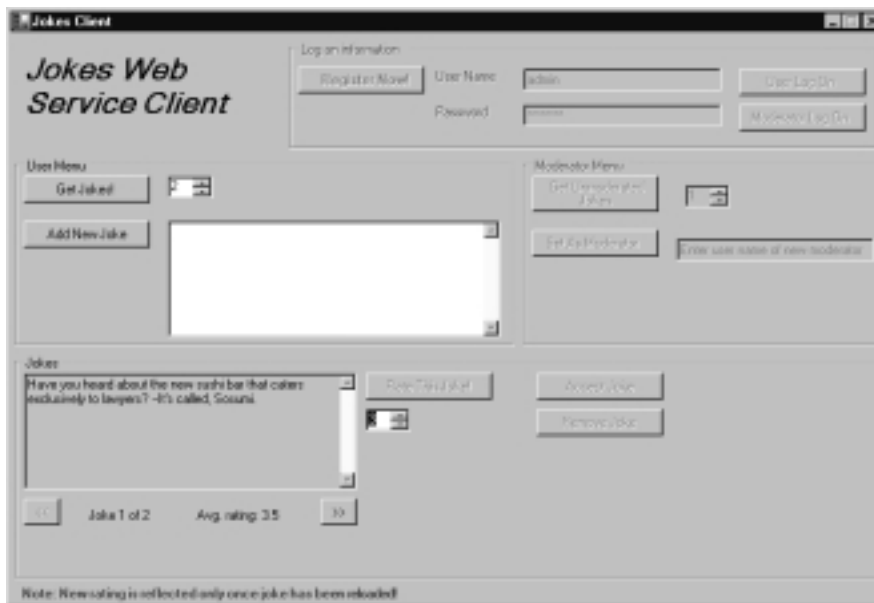 Jokes Client
Jokes Web
Service Client
Log on information
Register Now!
User Name
admin
User Log On
Password
*******
Moderator Log On
User Menu
Get Jokes!
2
Add New Joke
Moderator Menu
Get Unmoderated
Jokes
1
Set As Moderator
Enter user name of new moderator
Jokes
Have you heard about the new sushi bar that caters
exclusively to lawyers? -It's called, Sosumi.
Rate This Joke!
Accept Joke
Remove Joke
<<
Joke 1 of 2
Avg. rating: 3.5
>>
Note: New rating is reflected only once joke has been reloaded!